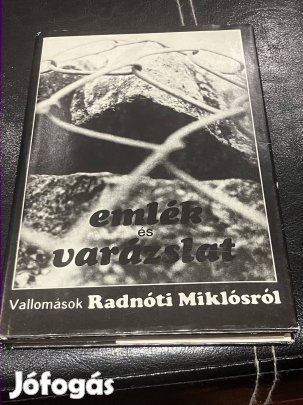 emlék
és
varázslat
Vallomások Radnóti Miklósról
Jófogás